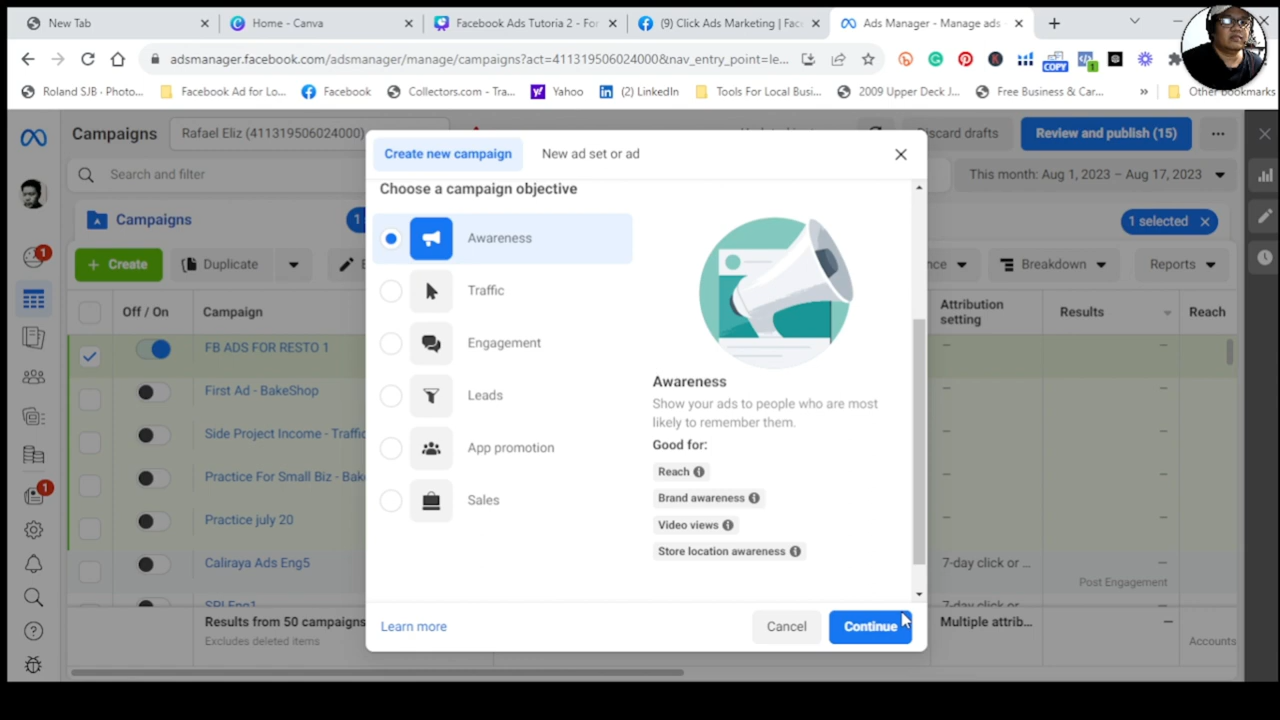 New Tab
Home - Canva
Facebook Ads Tutoria 2 - For
(9) Click Ads Marketing | Fac
Ads Manager - Manage ads
adsmanager.facebook.com/adsmanager/manage/campaigns?act=411319506024000&nav_entry_point=le...
COPY
1
Roland SJB - Photo...
Facebook Ad for Lo...
Facebook
Collectors.com - Tra...
Yahoo
(2) LinkedIn
Tools For Local Busi...
2009 Upper Deck J...
Free Business & Car...
»
Other bookmarks
Campaigns
Rafael Eliz (411319506024000)
Discard drafts
Review and publish (15)
Search and filter
This month: Aug 1, 2023 – Aug 17, 2023
Campaigns
1 selected
Create
Duplicate
Breakdown
Reports
Off / On
Campaign
Attribution setting
Results
Reach
FB ADS FOR RESTO 1
First Ad - BakeShop
Side Project Income - Traffic
Practice For Small Biz - Bak
Practice july 20
Caliraya Ads Eng5
7-day click or ...
Post Engagement
SPI Eng1
7-day click or
Results from 50 campaigns
Excludes deleted items
Multiple attrib...
Accounts
1
1
Create new campaign
New ad set or ad
Choose a campaign objective
Awareness
Traffic
Engagement
Leads
App promotion
Sales
Awareness
Show your ads to people who are most
likely to remember them.
Good for:
Reach
Brand awareness
Video views
Store location awareness
Learn more
Cancel
Continue